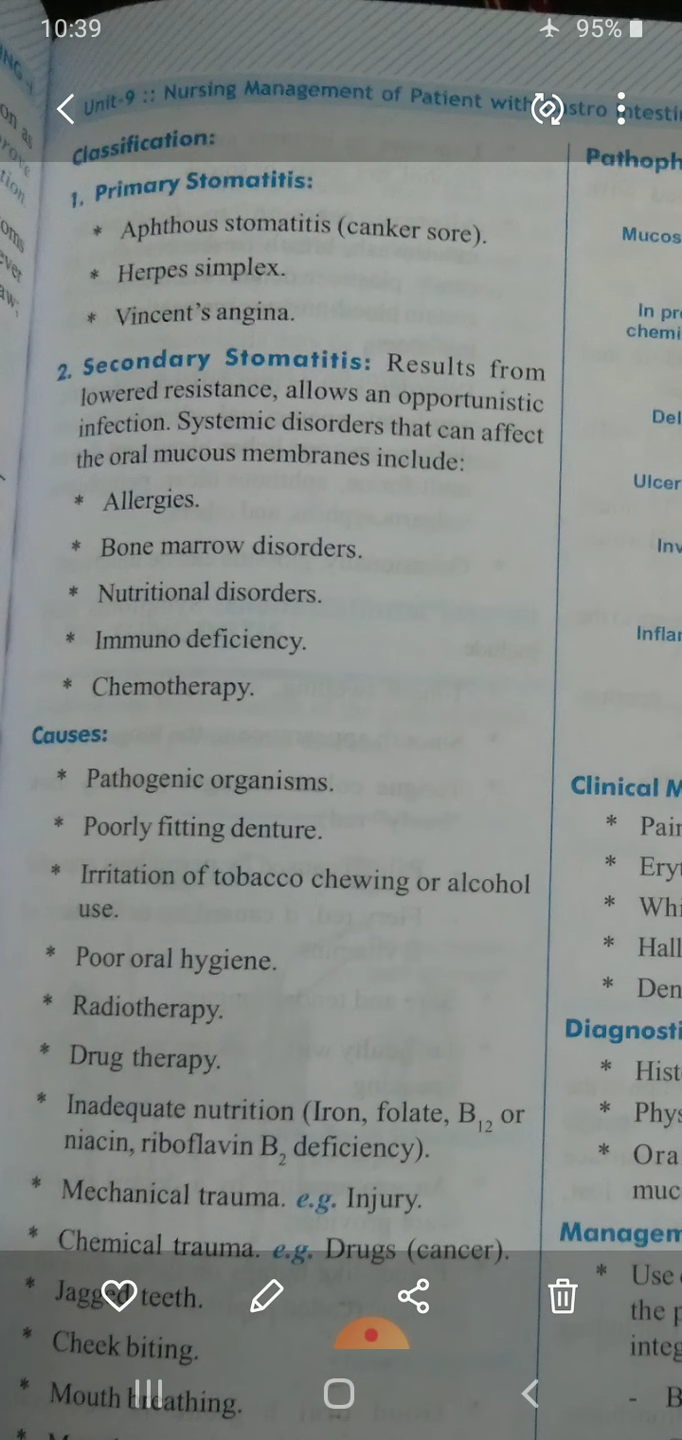 10:39
95%
Unit-9 :: Nursing Management of Patient with
Classification:
1. Primary Stomatitis:
* Aphthous stomatitis (canker sore).
* Herpes simplex.
* Vincent's angina.
2. Secondary Stomatitis: Results from
lowered resistance, allows an opportunistic
infection. Systemic disorders that can affect
the oral mucous membranes include:
* Allergies.
* Bone marrow disorders.
* Nutritional disorders.
* Immuno deficiency.
* Chemotherapy.
Causes:
* Pathogenic organisms.
* Poorly fitting denture.
* Irritation of tobacco chewing or alcohol
use.
* Poor oral hygiene.
* Radiotherapy.
* Drug therapy.
* Inadequate nutrition (Iron, folate, B12 or
niacin, riboflavin B2 deficiency).
* Mechanical trauma. e.g. Injury.
* Chemical trauma. e.g. Drugs (cancer).
* Jagged teeth.
* Cheek biting.
* Mouth breathing.
Pathoph
Mucos
In pr
chemi
Del
Ulcer
Inv
Inflar
Clinical M
* Pair
* Eryt
* Whi
* Hall
* Den
Diagnosti
* Hist
* Phys
* Ora
muc
Managem
* Use
the p
integ
- B